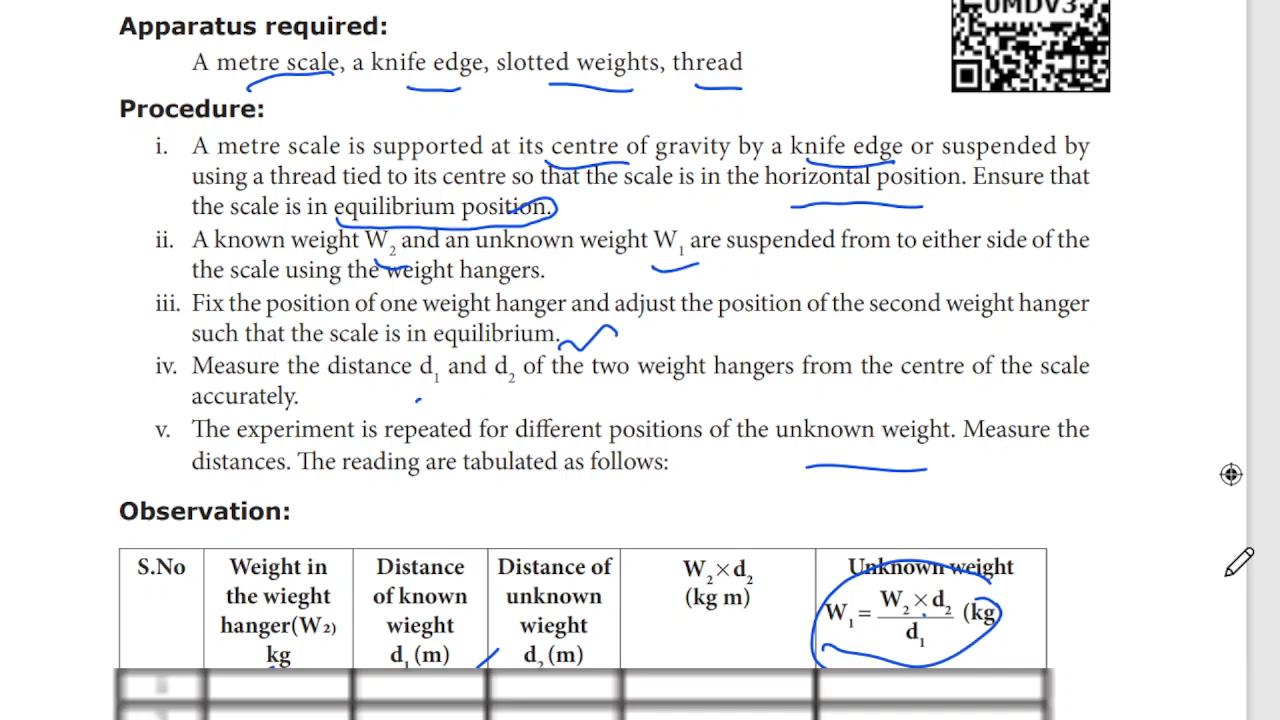 UMDV3
Apparatus required:
A metre scale, a knife edge, slotted weights, thread
Procedure:
i. A metre scale is supported at its centre of gravity by a knife edge or suspended by
using a thread tied to its centre so that the scale is in the horizontal position. Ensure that
the scale is in equilibrium position.
ii. A known weight W₂ and an unknown weight W₁ are suspended from to either side of the
the scale using the weight hangers.
iii. Fix the position of one weight hanger and adjust the position of the second weight hanger
such that the scale is in equilibrium.
iv. Measure the distance d₁ and d₂ of the two weight hangers from the centre of the scale
accurately.
v. The experiment is repeated for different positions of the unknown weight. Measure the
distances. The reading are tabulated as follows:
Observation:
S.No
Weight in
the wieght
hanger(W₂)
kg
Distance
of known
wieght
d₁ (m)
Distance of
unknown
wieght
d₂ (m)
W₂×d₂
(kg m)
Unknown weight
W₁ = W₂×d₂ / d₁ (kg)